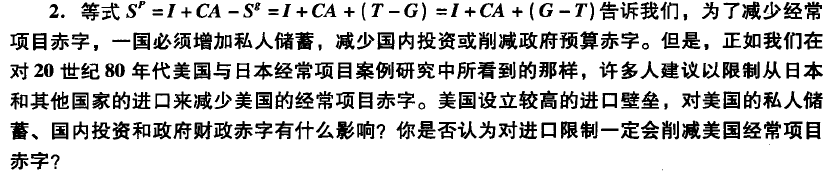 2. 等式 S^P = I + CA − S^g = I + CA + (T − G) = I + CA + (G − T)告诉我们，为了减少经常
项目赤字，一国必须增加私人储蓄，减少国内投资或削减政府预算赤字。但是，正如我们在
对 20 世纪 80 年代美国与日本经常项目案例研究中所看到的那样，许多人建议以限制从日本
和其他国家的进口来减少美国的经常项目赤字。美国设立较高的进口壁垒，对美国的私人储
蓄、国内投资和政府财政赤字有什么影响？你是否认为对进口限制一定会削减美国经常项目
赤字？